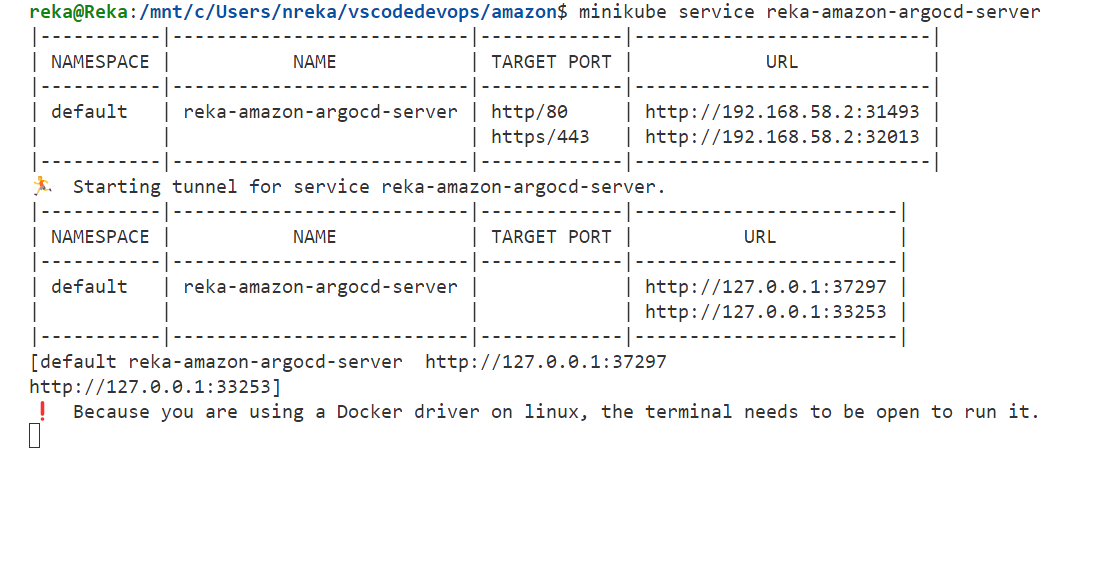 reka@Reka:/mnt/c/Users/nreka/vscodedevops/amazon$ minikube service reka-amazon-argocd-server
|-----------|---------------------------|-------------|---------------------------|
| NAMESPACE |           NAME            | TARGET PORT |            URL            |
|-----------|---------------------------|-------------|---------------------------|
| default   | reka-amazon-argocd-server | http/80     | http://192.168.58.2:31493 |
|           |                           | https/443   | http://192.168.58.2:32013 |
|-----------|---------------------------|-------------|---------------------------|
🏃  Starting tunnel for service reka-amazon-argocd-server.
|-----------|---------------------------|-------------|------------------------|
| NAMESPACE |           NAME            | TARGET PORT |          URL           |
|-----------|---------------------------|-------------|------------------------|
| default   | reka-amazon-argocd-server |             | http://127.0.0.1:37297 |
|           |                           |             | http://127.0.0.1:33253 |
|-----------|---------------------------|-------------|------------------------|
[default reka-amazon-argocd-server  http://127.0.0.1:37297
http://127.0.0.1:33253]
❗  Because you are using a Docker driver on linux, the terminal needs to be open to run it.